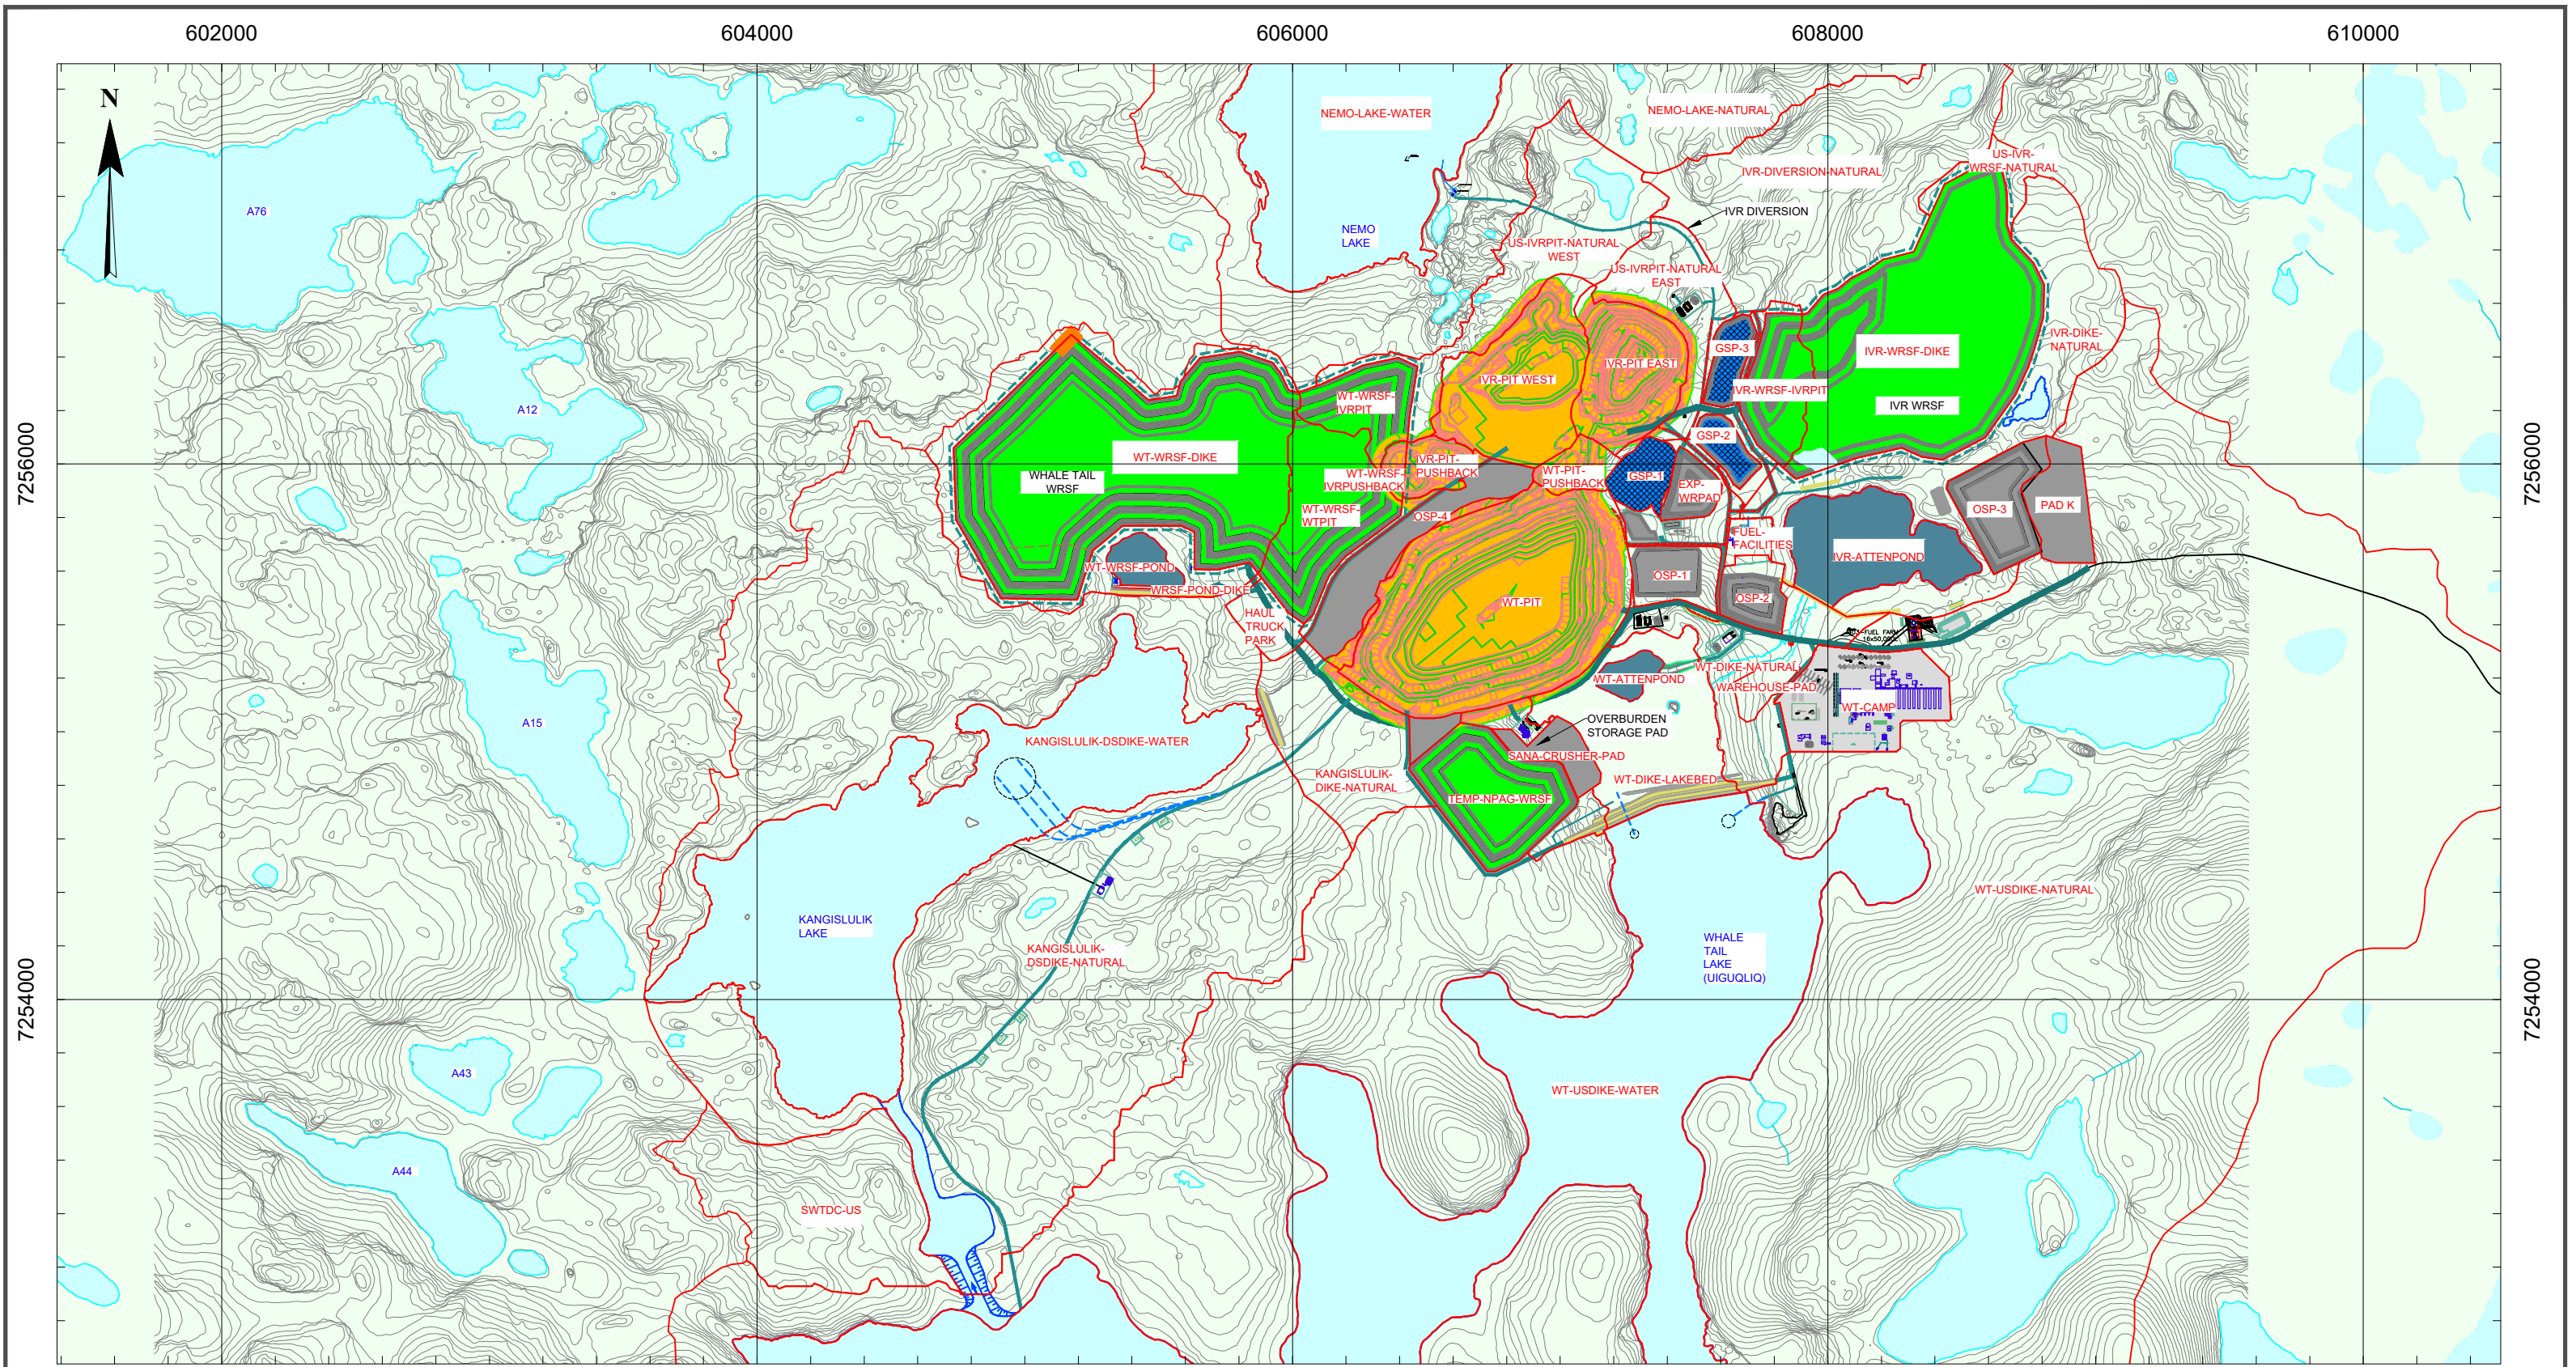 602000
604000
606000
608000
610000
N
NEMO-LAKE-WATER
NEMO-LAKE-NATURAL
US-IVR-
WRSF-NATURAL
IVR-DIVERSION-NATURAL
A76
IVR DIVERSION
NEMO
LAKE
US-IVRPIT-NATURAL
WEST
US-IVRPIT-NATURAL
EAST
IVR-DIKE-
NATURAL
GSP-3
IVR-WRSF-DIKE
IVR-PIT EAST
IVR-PIT WEST
IVR-WRSF-IVRPIT
WT-WRSF-
IVRPIT
IVR WRSF
A12
GSP-2
7256000
7256000
WT-WRSF-DIKE
IVR-PIT-
PUSHBACK
WT-PIT-
PUSHBACK
WT-WRSF-
IVRPUSHBACK
GSP-1
EXP-
WRPAD
WHALE TAIL
WRSF
WT-WRSF-
WTPIT
OSP-4
OSP-3
PAD K
FUEL-
FACILITIES
IVR-ATTENPOND
WT-WRSF-POND
WRSF-POND-DIKE
OSP-1
OSP-2
WT-PIT
HAUL
TRUCK
PARK
FUEL FARM
18x50,000L
WT-DIKE-NATURAL
WT-ATTENPOND
WAREHOUSE-PAD
WT-CAMP
A15
OVERBURDEN
STORAGE PAD
KANGISLULIK-DSDIKE-WATER
SANA-CRUSHER-PAD
KANGISLULIK-
DIKE-NATURAL
WT-DIKE-LAKEBED
TEMP-NPAG-WRSF
WT-USDIKE-NATURAL
KANGISLULIK
LAKE
KANGISLULIK-
DSDIKE-NATURAL
WHALE
TAIL
LAKE
(UIGUQLIQ)
7254000
7254000
A43
WT-USDIKE-WATER
A44
SWTDC-US